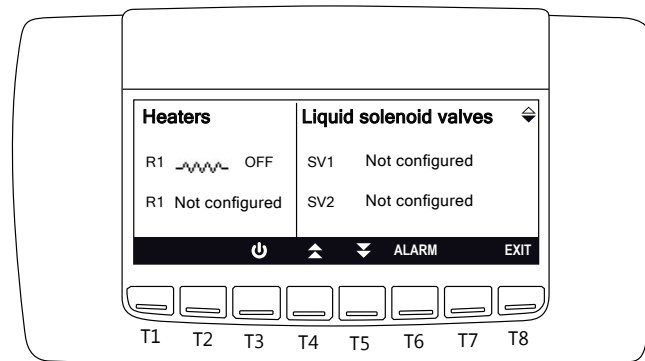 Heaters
Liquid solenoid valves
R1 OFF
SV1 Not configured
R1 Not configured
SV2 Not configured
ALARM EXIT
T1 T2 T3 T4 T5 T6 T7 T8